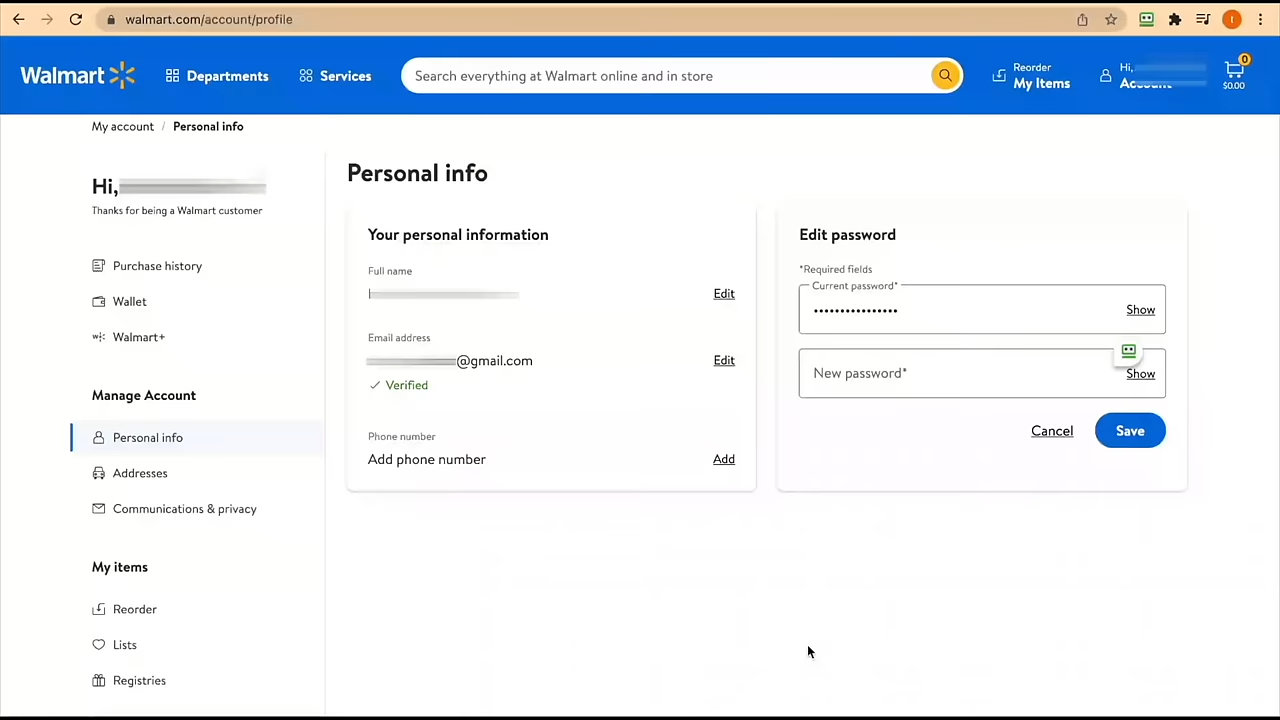 walmart.com/account/profile
t
Walmart
Departments
Services
Search everything at Walmart online and in store
Reorder
My Items
Hi,
Account
0
$0.00
My account / Personal info
Hi,
Thanks for being a Walmart customer
Purchase history
Wallet
Walmart+
Manage Account
Personal info
Addresses
Communications & privacy
My items
Reorder
Lists
Registries
Personal info
Your personal information
Full name
Edit
Email address
@gmail.com
Edit
Verified
Phone number
Add phone number
Add
Edit password
*Required fields
Current password*
••••••••••••••••
Show
New password*
Show
Cancel
Save